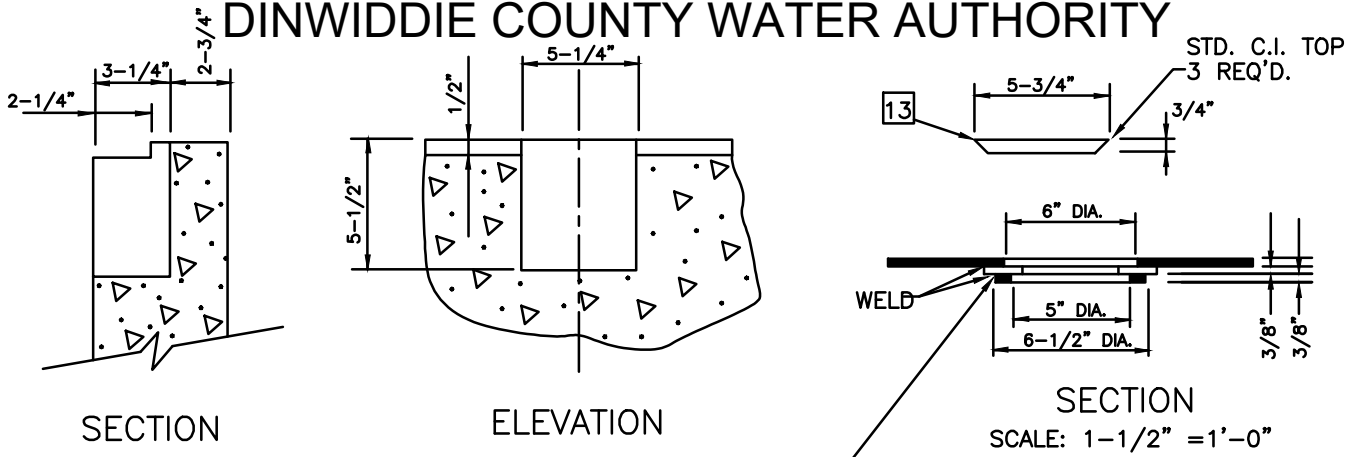 DINWIDDIE COUNTY WATER AUTHORITY
2-3/4"
3-1/4"
2-1/4"
SECTION
5-1/4"
1/2"
5-1/2"
ELEVATION
STD. C.I. TOP
3 REQ'D.
5-3/4"
13
3/4"
6" DIA.
WELD
5" DIA.
6-1/2" DIA.
3/8"
3/8"
SECTION
SCALE: 1-1/2" =1'-0"